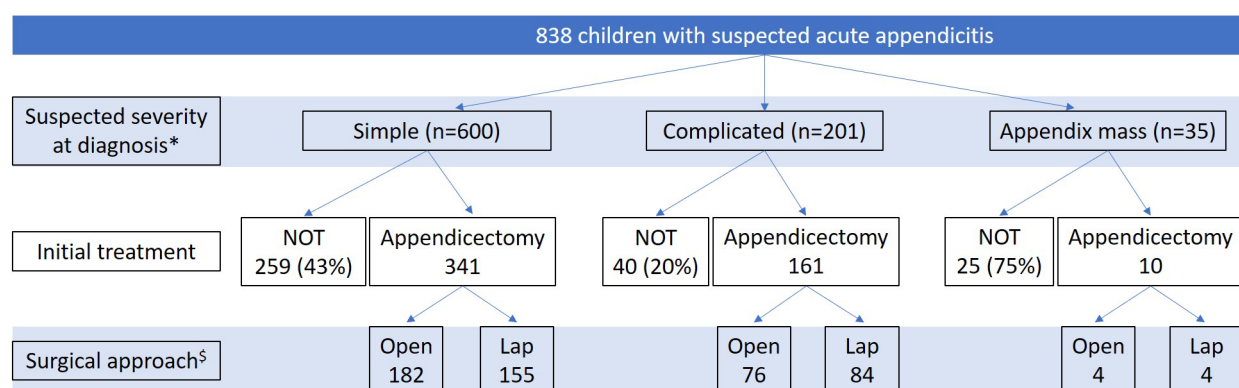 838 children with suspected acute appendicitis
Suspected severity
at diagnosis*
Simple (n=600)
Complicated (n=201)
Appendix mass (n=35)
Initial treatment
NOT
259 (43%)
Appendicectomy
341
NOT
40 (20%)
Appendicectomy
161
NOT
25 (75%)
Appendicectomy
10
Surgical approach$
Open
182
Lap
155
Open
76
Lap
84
Open
4
Lap
4